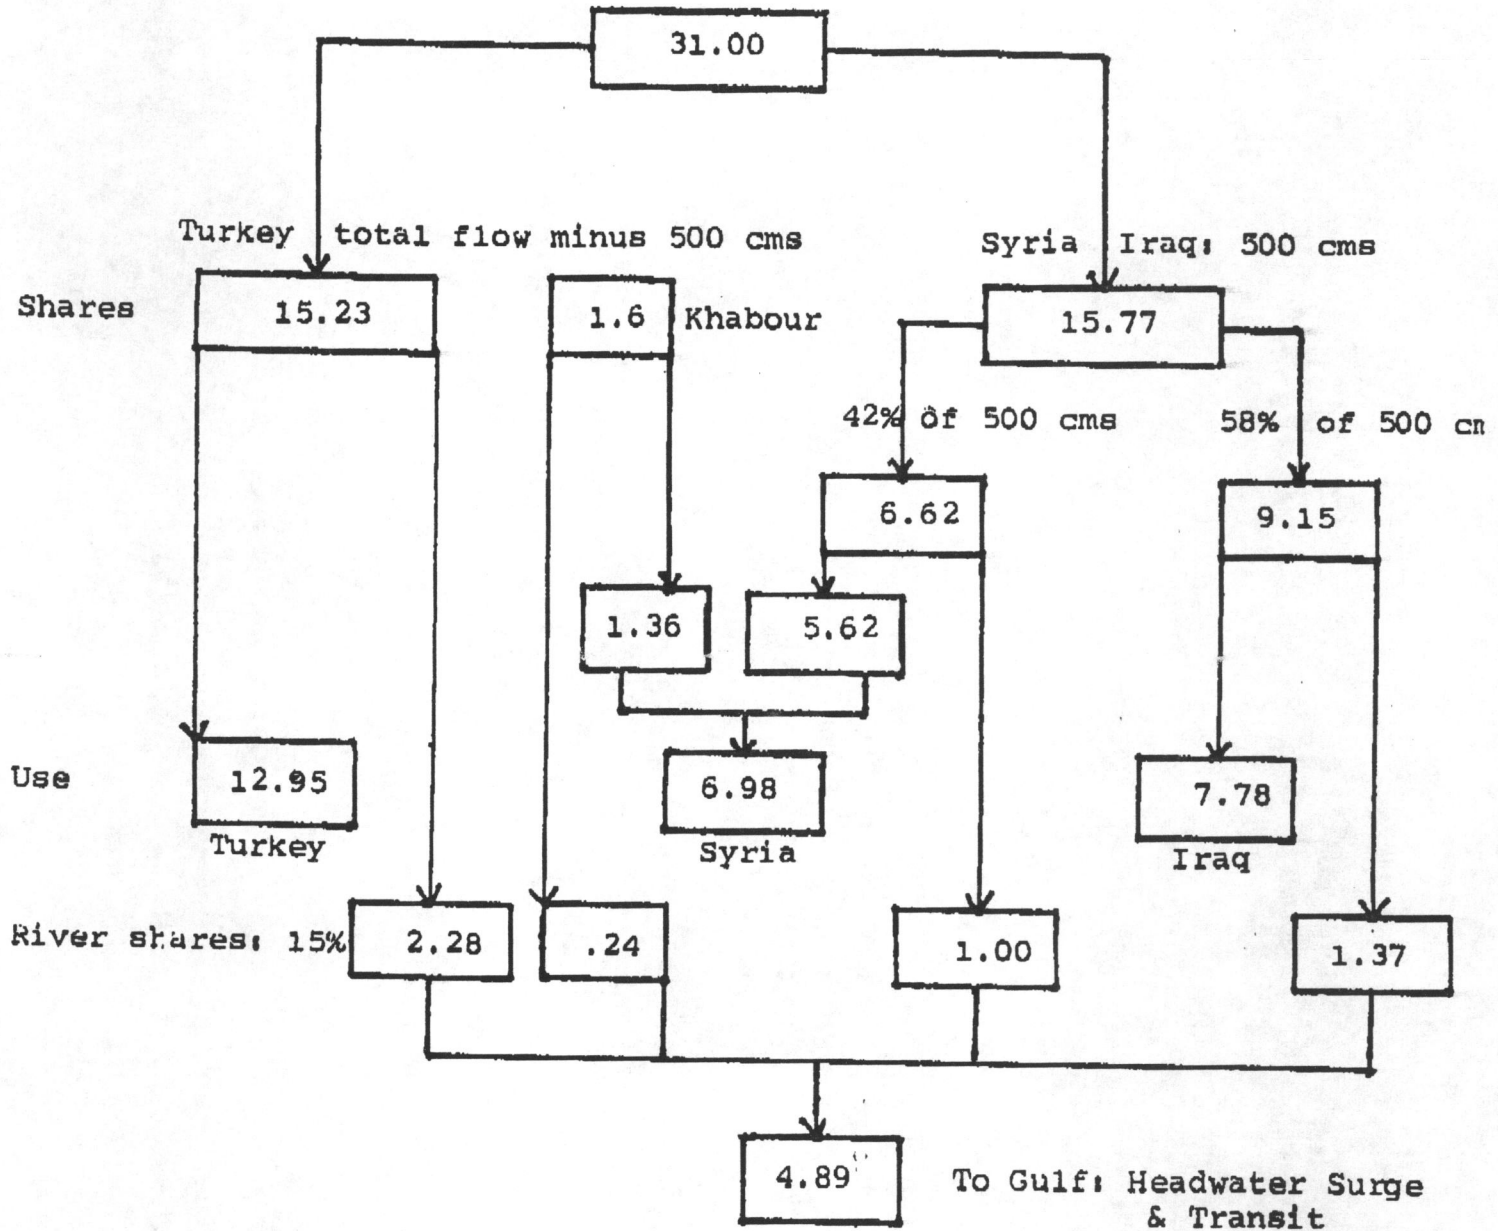 31.00
Turkey total flow minus 500 cms
Syria Iraq: 500 cms
Shares
15.23
1.6
Khabour
15.77
42% of 500 cms
58% of 500 cm
6.62
9.15
1.36
5.62
Use
12.95
6.98
7.78
Turkey
Syria
Iraq
River shares: 15%
2.28
.24
1.00
1.37
4.89
To Gulf: Headwater Surge
& Transit